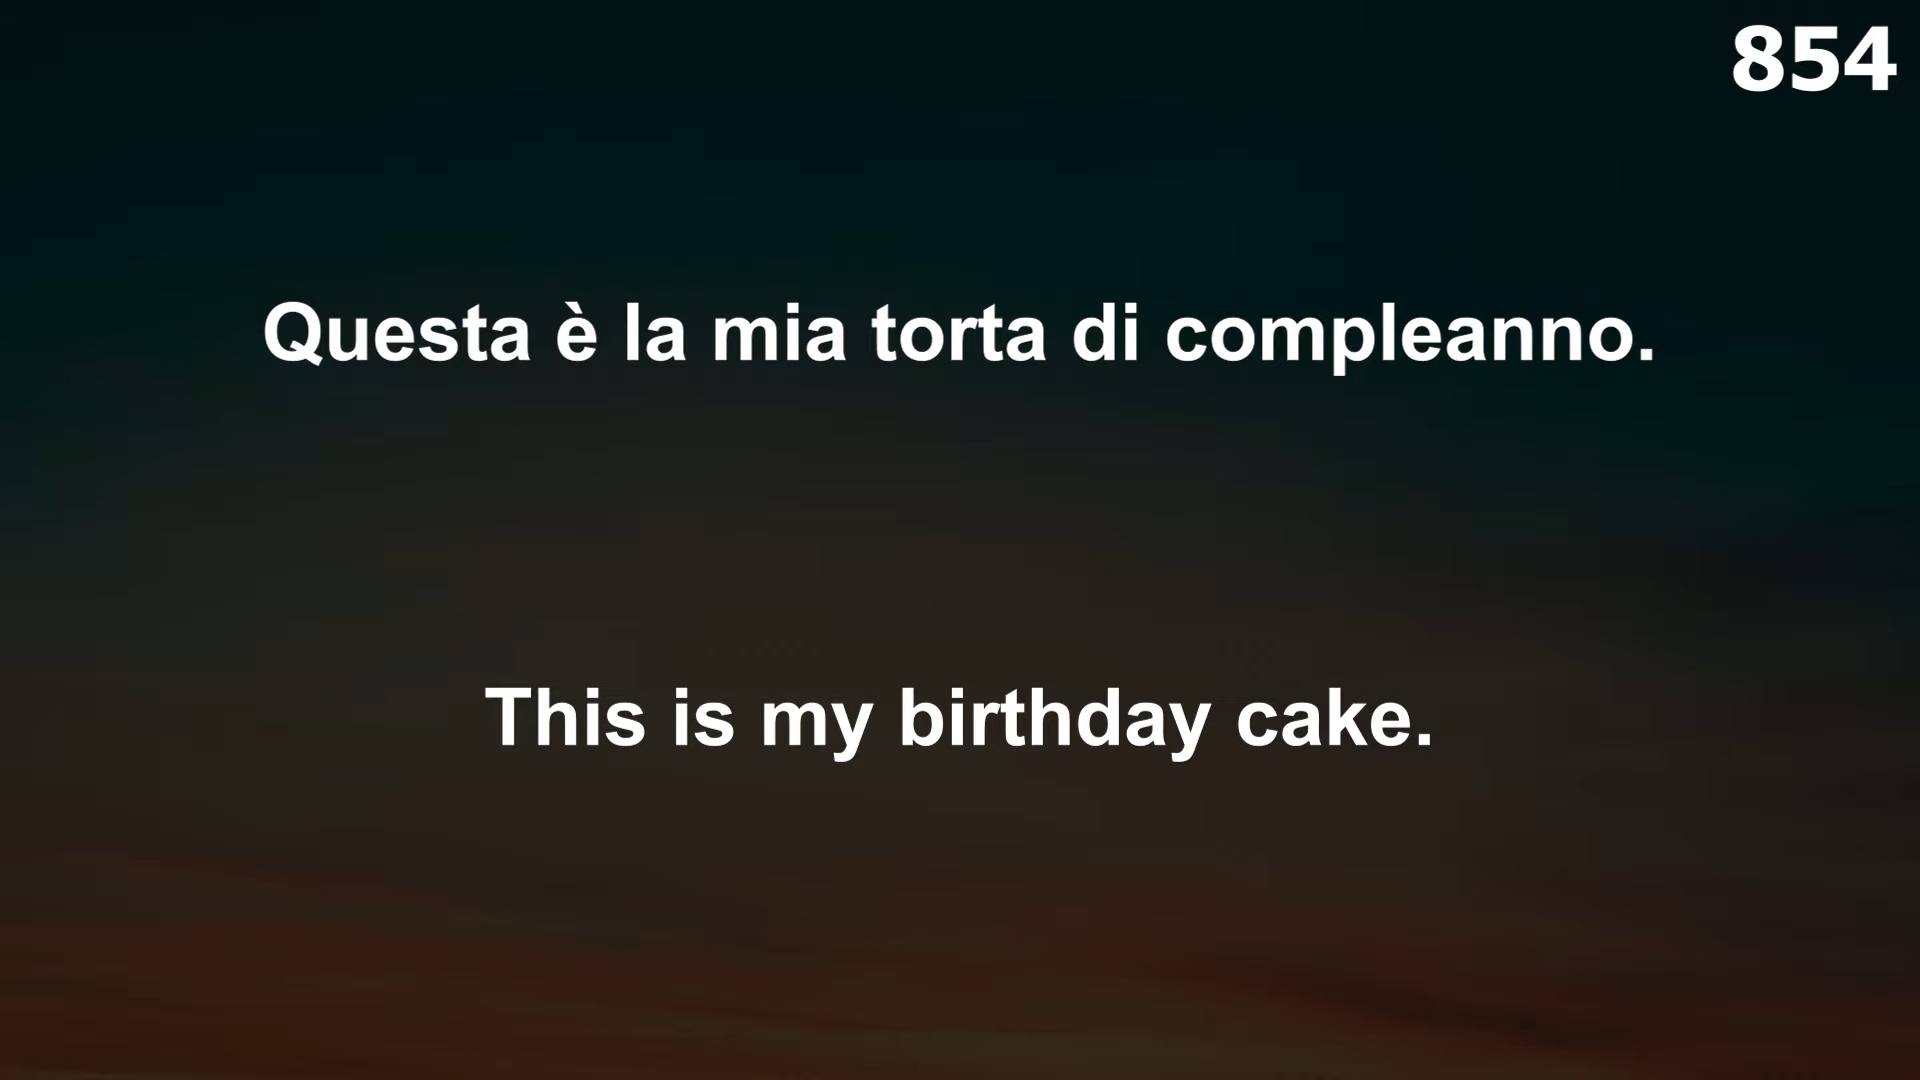 854
Questa è la mia torta di compleanno.
This is my birthday cake.